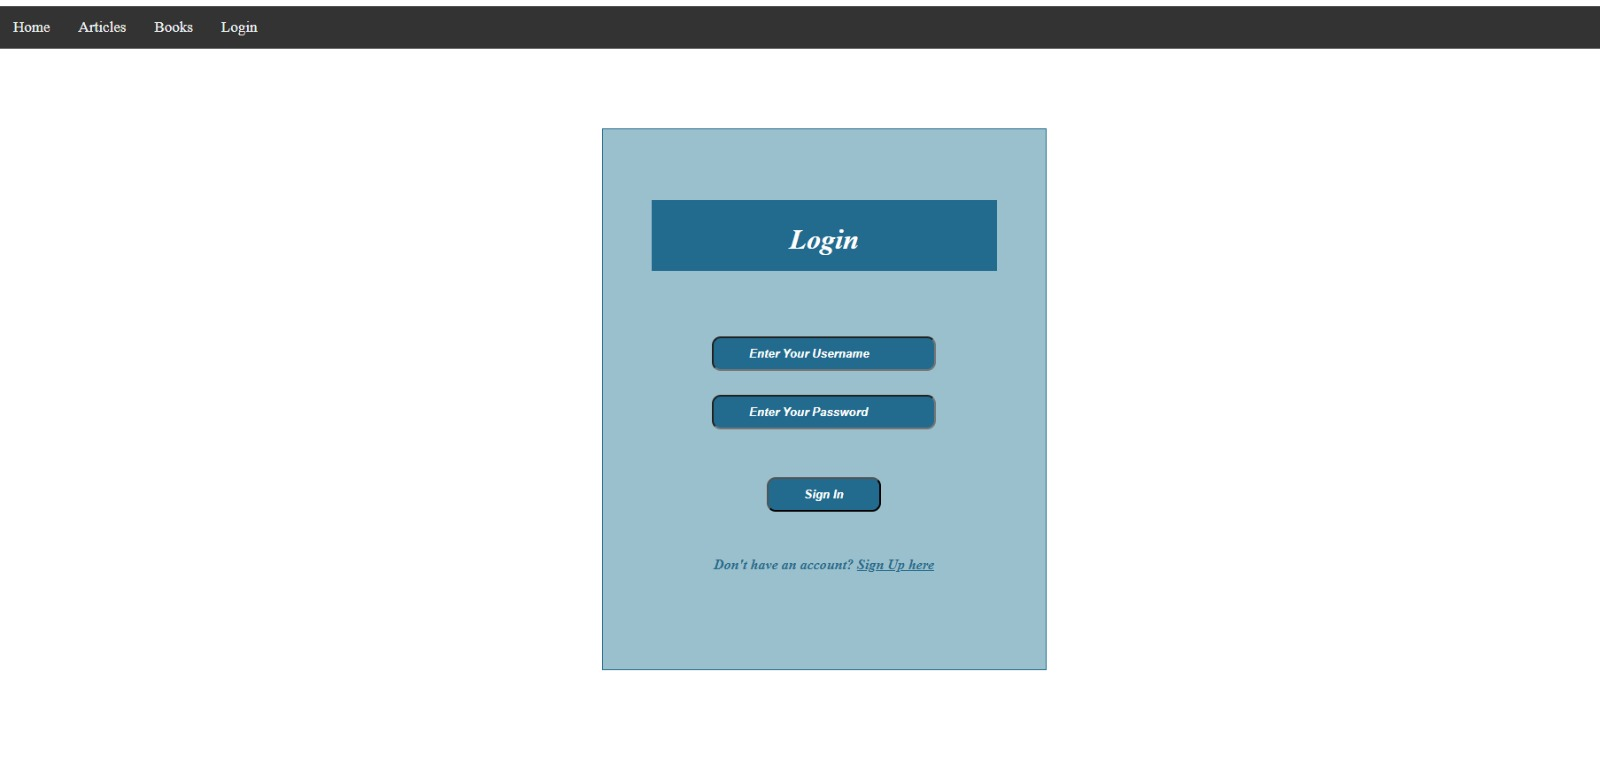 Home Articles Books Login
Login
Enter Your Username
Enter Your Password
Sign In
Don't have an account? Sign Up here